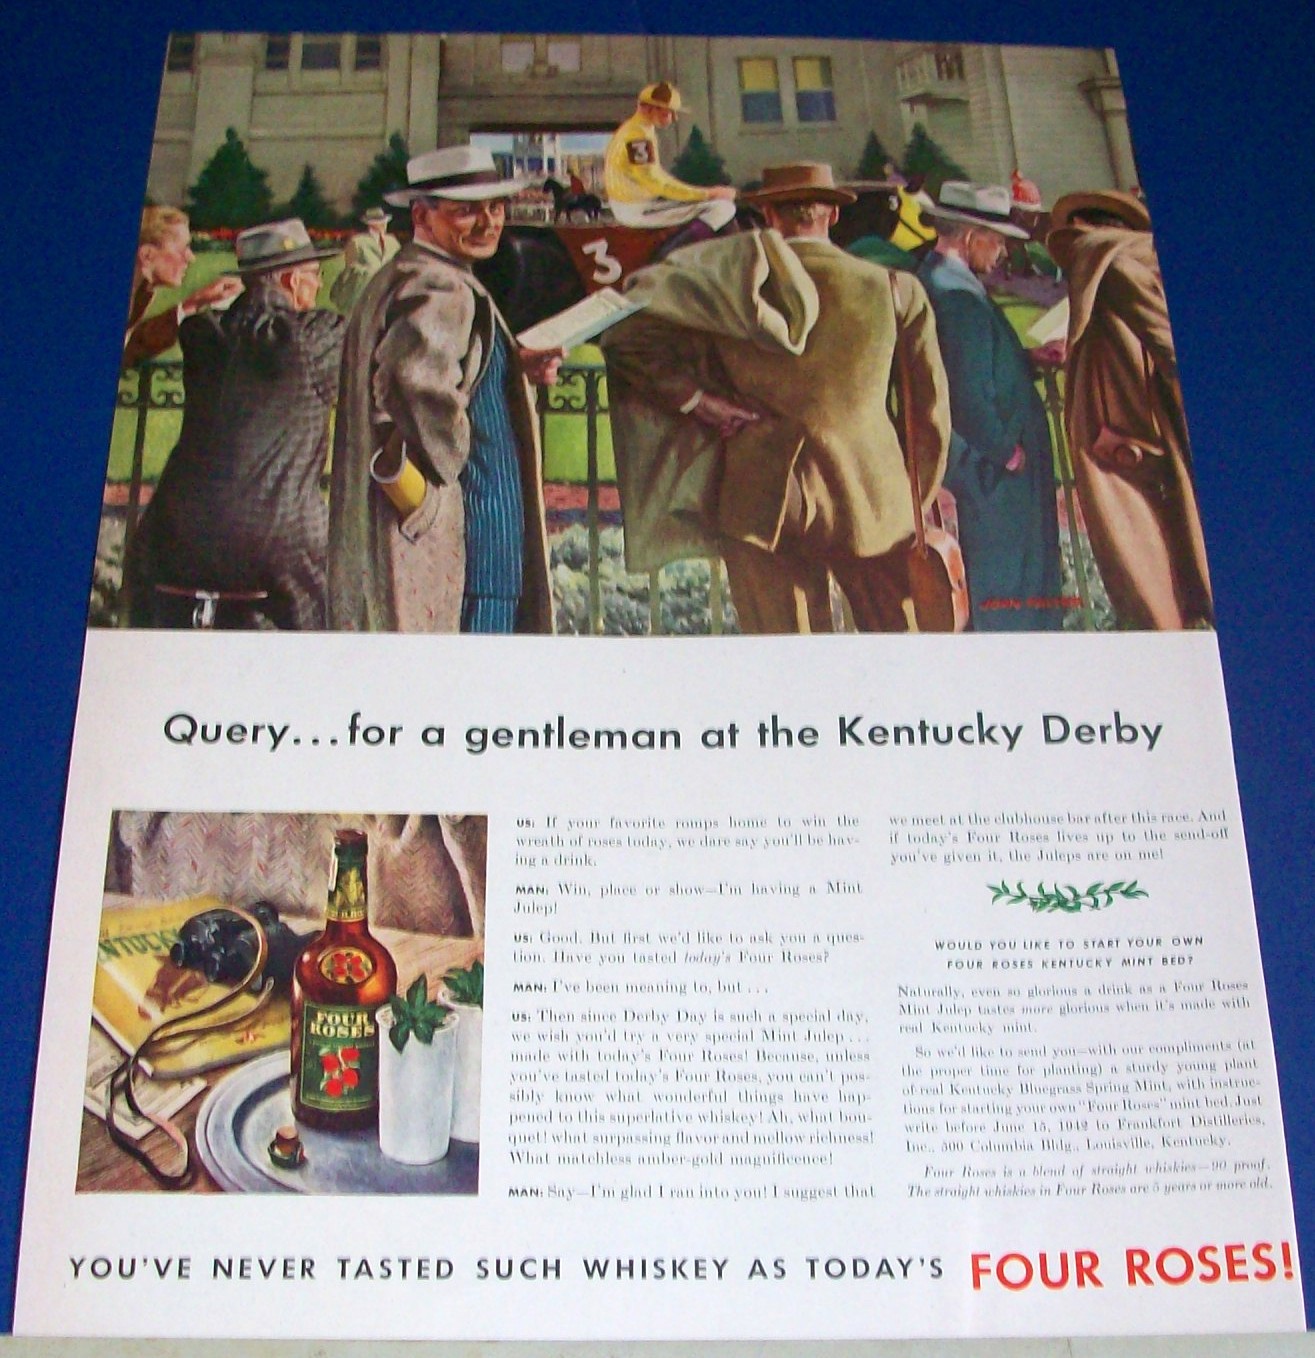 3
3
JOHN FALTER
Query...for a gentleman at the Kentucky Derby
NTUCKY
FOUR
ROSES
US: If your favorite romps home to win the
wreath of roses today, we dare say you'll be hav-
ing a drink.
MAN: Win, place or show—I'm having a Mint
Julep!
US: Good. But first we'd like to ask you a ques-
tion. Have you tasted today's Four Roses?
MAN: I've been meaning to, but . . .
US: Then since Derby Day is such a special day,
we wish you'd try a very special Mint Julep . . .
made with today's Four Roses! Because, unless
you've tasted today's Four Roses, you can't pos-
sibly know what wonderful things have hap-
pened to this superlative whiskey! Ah, what bou-
quet! what surpassing flavor and mellow richness!
What matchless amber-gold magnificence!
MAN: Say—I'm glad I ran into you! I suggest that
we meet at the clubhouse bar after this race. And
if today's Four Roses lives up to the send-off
you've given it, the Juleps are on me!
WOULD YOU LIKE TO START YOUR OWN
FOUR ROSES KENTUCKY MINT BED?
Naturally, even so glorious a drink as a Four Roses
Mint Julep tastes more glorious when it's made with
real Kentucky mint.
So we'd like to send you—with our compliments (at
the proper time for planting) a sturdy young plant
of real Kentucky Bluegrass Spring Mint, with instruc-
tions for starting your own "Four Roses" mint bed. Just
write before June 15, 1942 to Frankfort Distilleries,
Inc., 500 Columbia Bldg., Louisville, Kentucky.
Four Roses is a blend of straight whiskies—90 proof.
The straight whiskies in Four Roses are 5 years or more old.
YOU'VE NEVER TASTED SUCH WHISKEY AS TODAY'S FOUR ROSES!